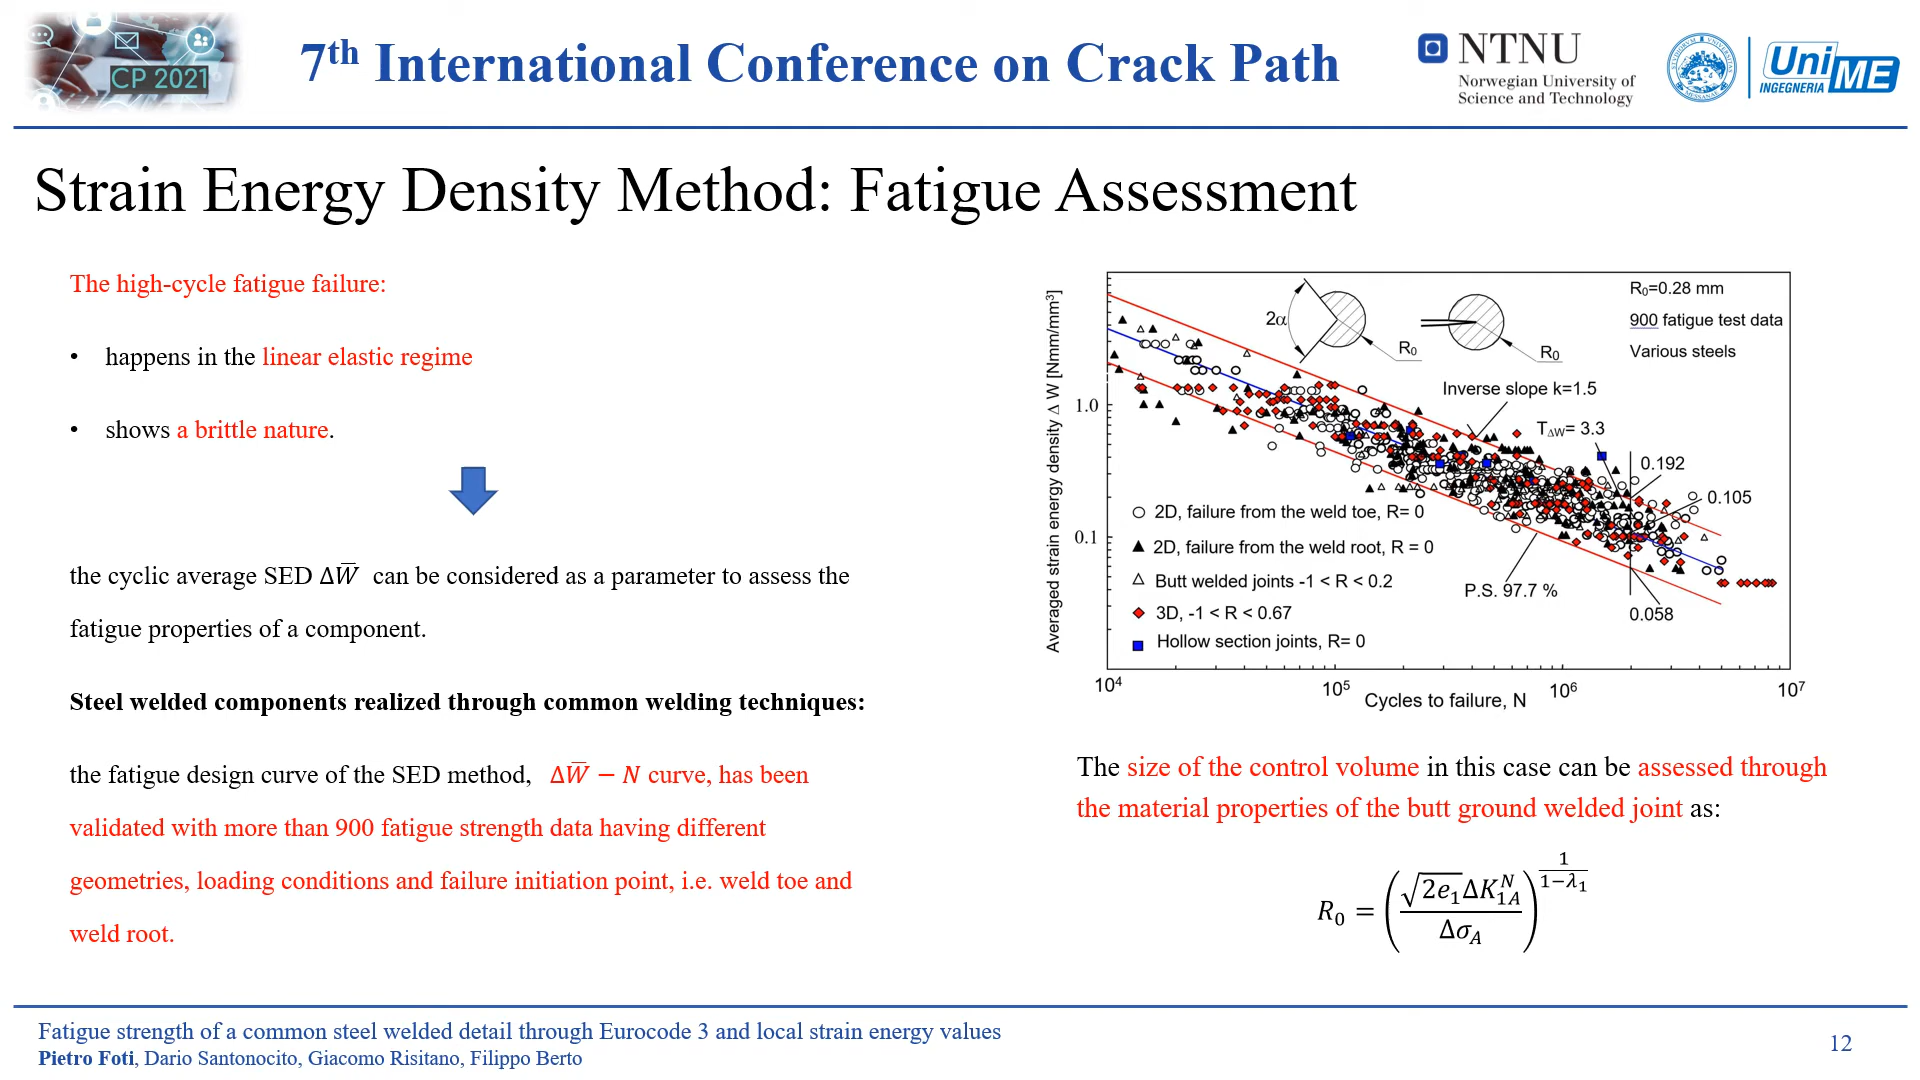 CP 2021
7th International Conference on Crack Path
NTNU
Norwegian University of
Science and Technology
UniME
INGEGNERIA
Strain Energy Density Method: Fatigue Assessment
The high-cycle fatigue failure:
• happens in the linear elastic regime
• shows a brittle nature.
the cyclic average SED ΔW̅ can be considered as a parameter to assess the
fatigue properties of a component.
Steel welded components realized through common welding techniques:
the fatigue design curve of the SED method, ΔW̅ − N curve, has been
validated with more than 900 fatigue strength data having different
geometries, loading conditions and failure initiation point, i.e. weld toe and
weld root.
Averaged strain energy density Δ W [Nmm/mm³]
1.0
0.1
2α
R₀
R₀
R₀=0.28 mm
900 fatigue test data
Various steels
Inverse slope k=1.5
T_ΔW= 3.3
0.192
0.105
0.058
P.S. 97.7 %
2D, failure from the weld toe, R= 0
2D, failure from the weld root, R = 0
Butt welded joints -1 < R < 0.2
3D, -1 < R < 0.67
Hollow section joints, R= 0
10⁴ 10⁵ 10⁶ 10⁷
Cycles to failure, N
The size of the control volume in this case can be assessed through
the material properties of the butt ground welded joint as:
R₀ = (√(2e₁)ΔK₁ₐᴺ / Δσ_A)^(1/(1−λ₁))
Fatigue strength of a common steel welded detail through Eurocode 3 and local strain energy values
Pietro Foti, Dario Santonocito, Giacomo Risitano, Filippo Berto
12